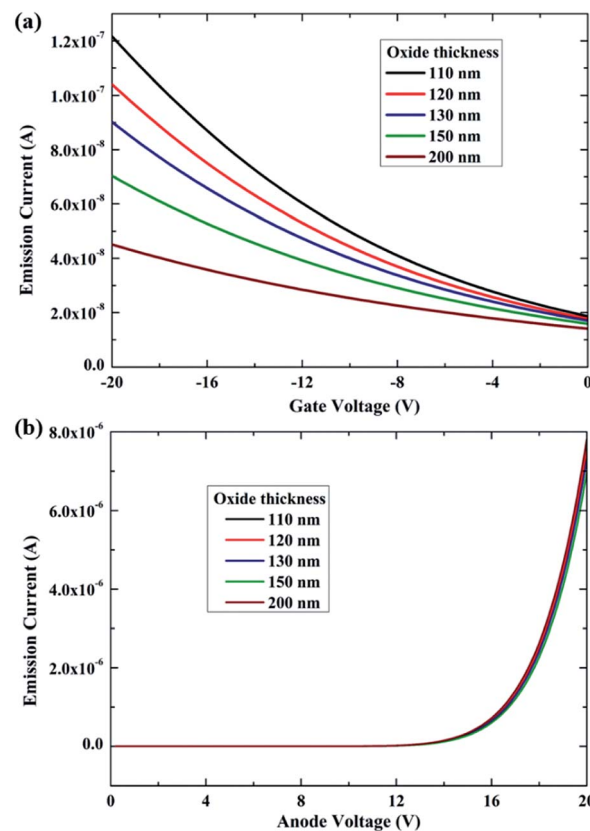 (a)
1.2x10-7
1.0x10-7
8.0x10-8
6.0x10-8
4.0x10-8
2.0x10-8
0.0
Emission Current (A)
Oxide thickness
110 nm
120 nm
130 nm
150 nm
200 nm
-20 -16 -12 -8 -4 0
Gate Voltage (V)
(b)
8.0x10-6
6.0x10-6
4.0x10-6
2.0x10-6
0.0
Emission Current (A)
Oxide thickness
110 nm
120 nm
130 nm
150 nm
200 nm
0 4 8 12 16 20
Anode Voltage (V)